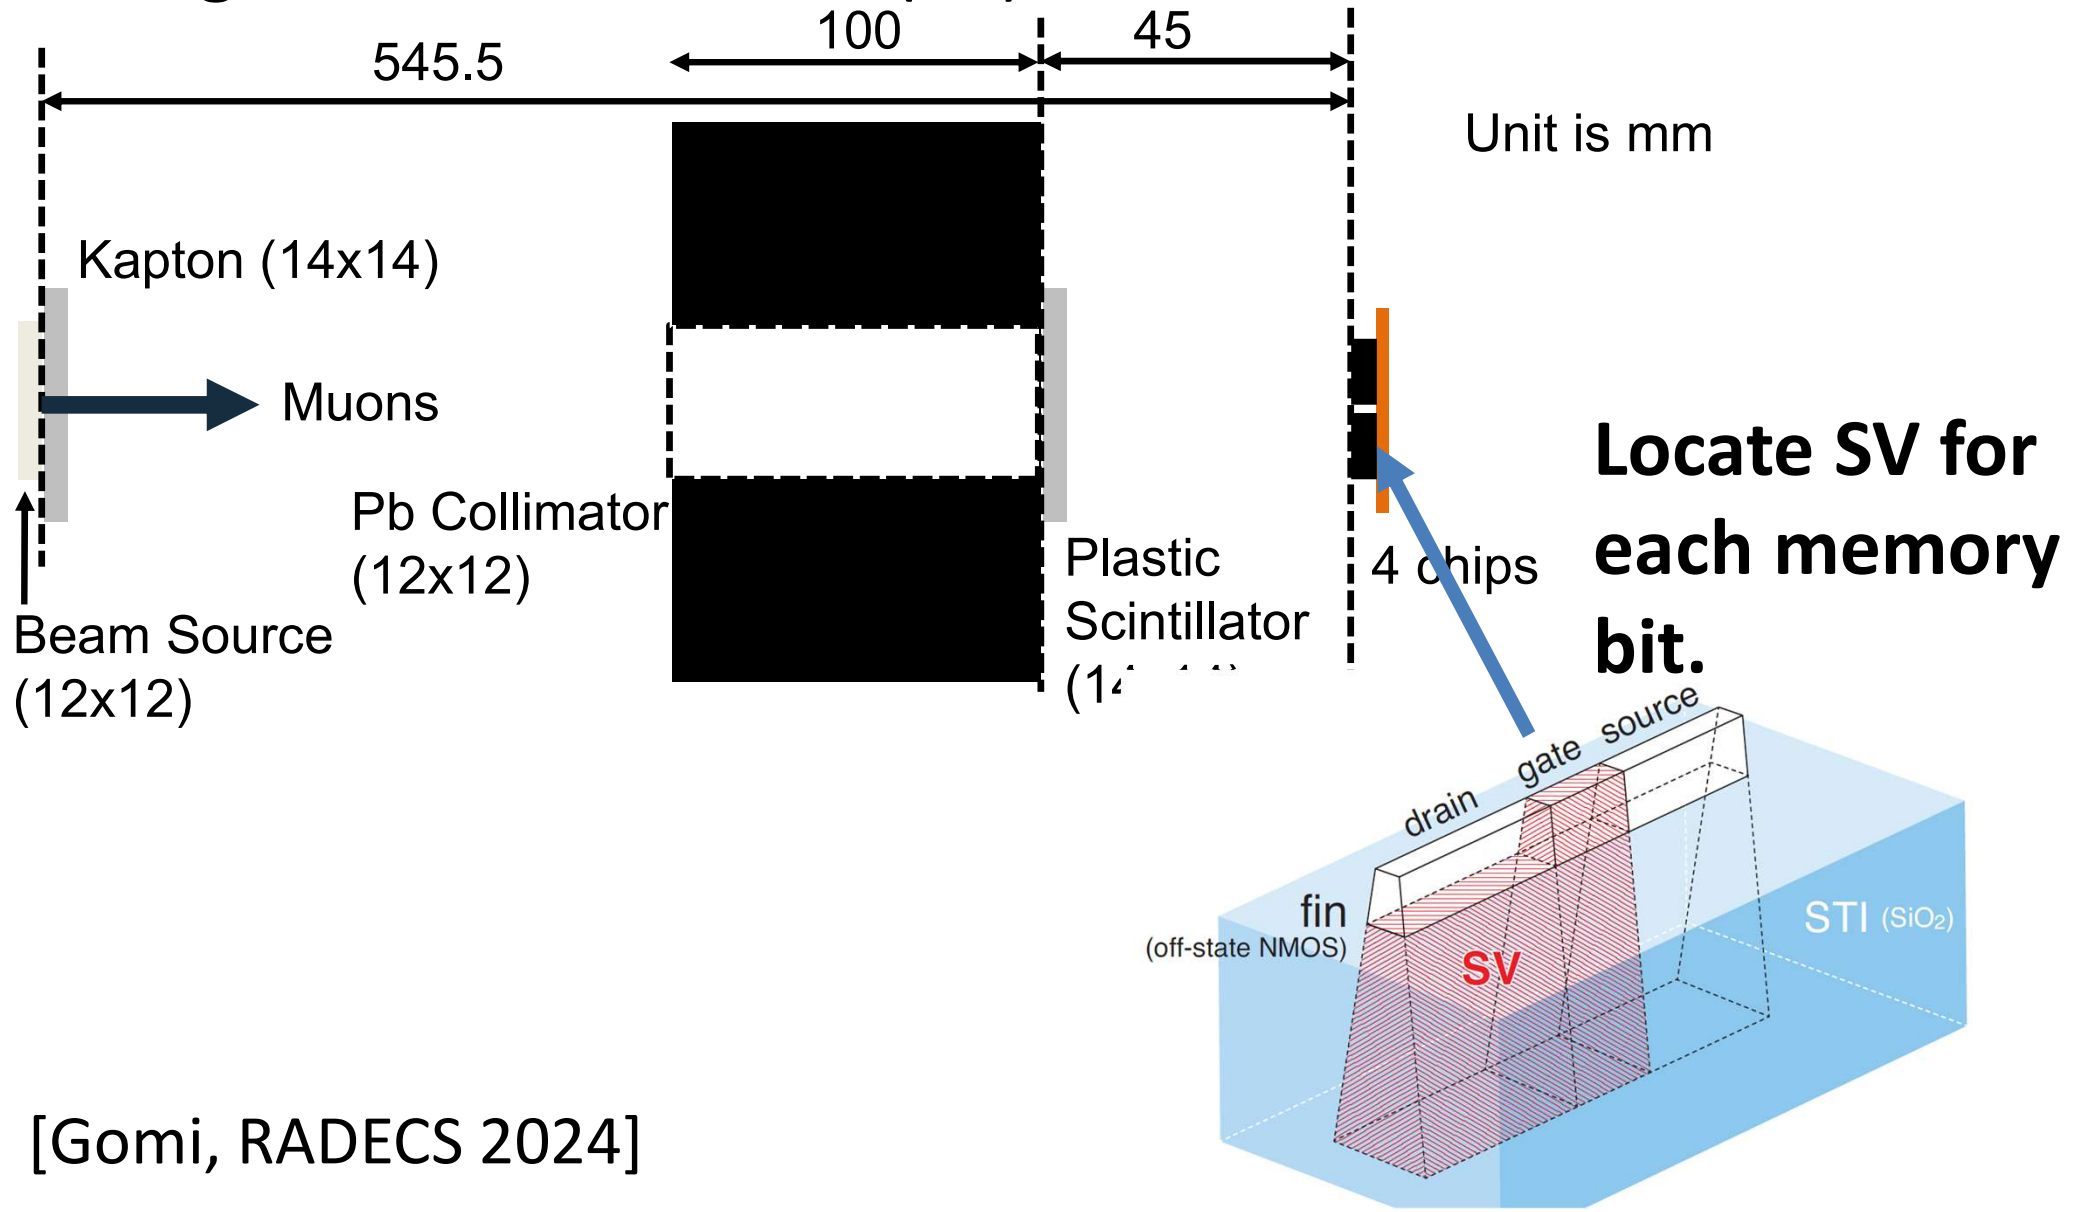 100
45
545.5
Unit is mm
Kapton (14x14)
Muons
Locate SV for
each memory
bit.
Pb Collimator
(12x12)
Plastic
Scintillator
4 chips
Beam Source
(12x12)
drain gate source
fin
(off-state NMOS)
SV
STI (SiO2)
[Gomi, RADECS 2024]